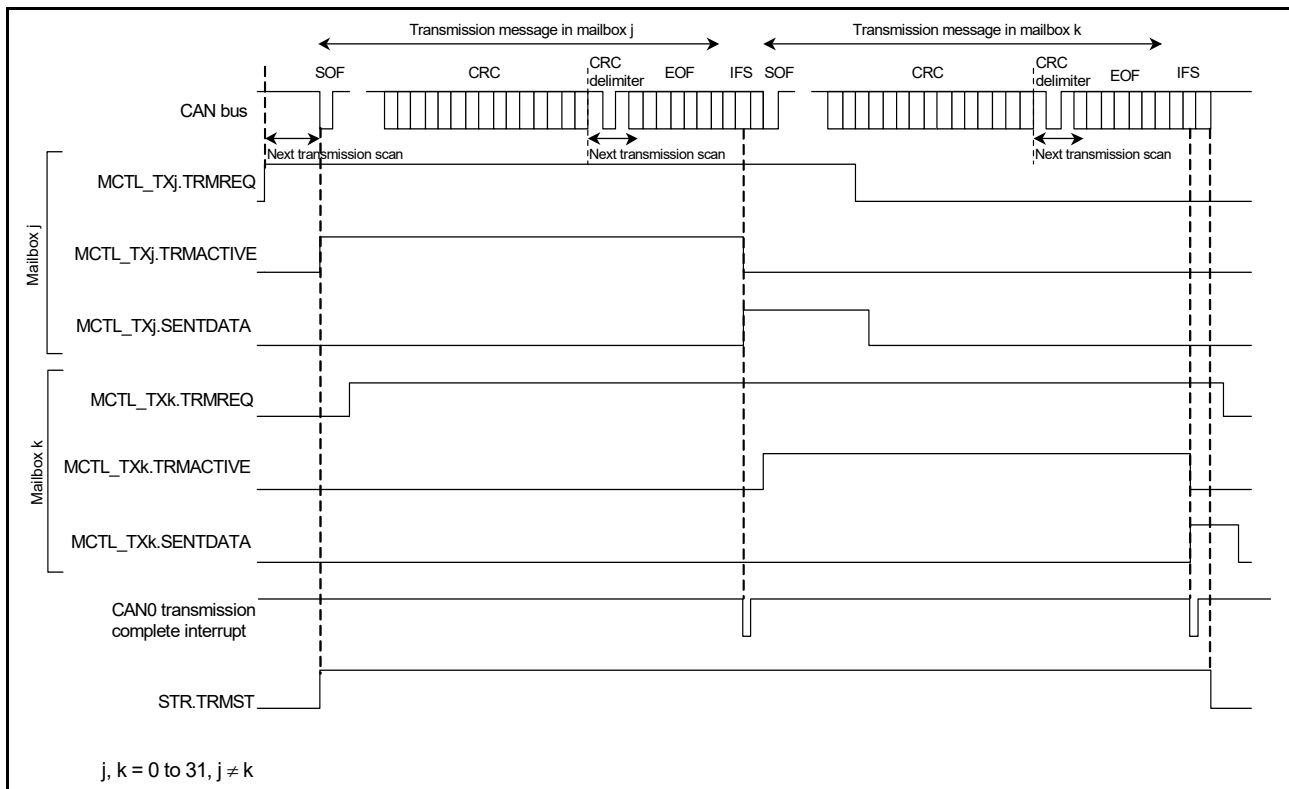 Transmission message in mailbox j
Transmission message in mailbox k
SOF
CRC
CRC
delimiter
EOF
IFS
SOF
CRC
CRC
delimiter
EOF
IFS
CAN bus
Next transmission scan
Next transmission scan
Next transmission scan
Mailbox j
MCTL_TXj.TRMREQ
MCTL_TXj.TRMACTIVE
MCTL_TXj.SENTDATA
Mailbox k
MCTL_TXk.TRMREQ
MCTL_TXk.TRMACTIVE
MCTL_TXk.SENTDATA
CAN0 transmission
complete interrupt
STR.TRMST
j, k = 0 to 31, j ≠ k